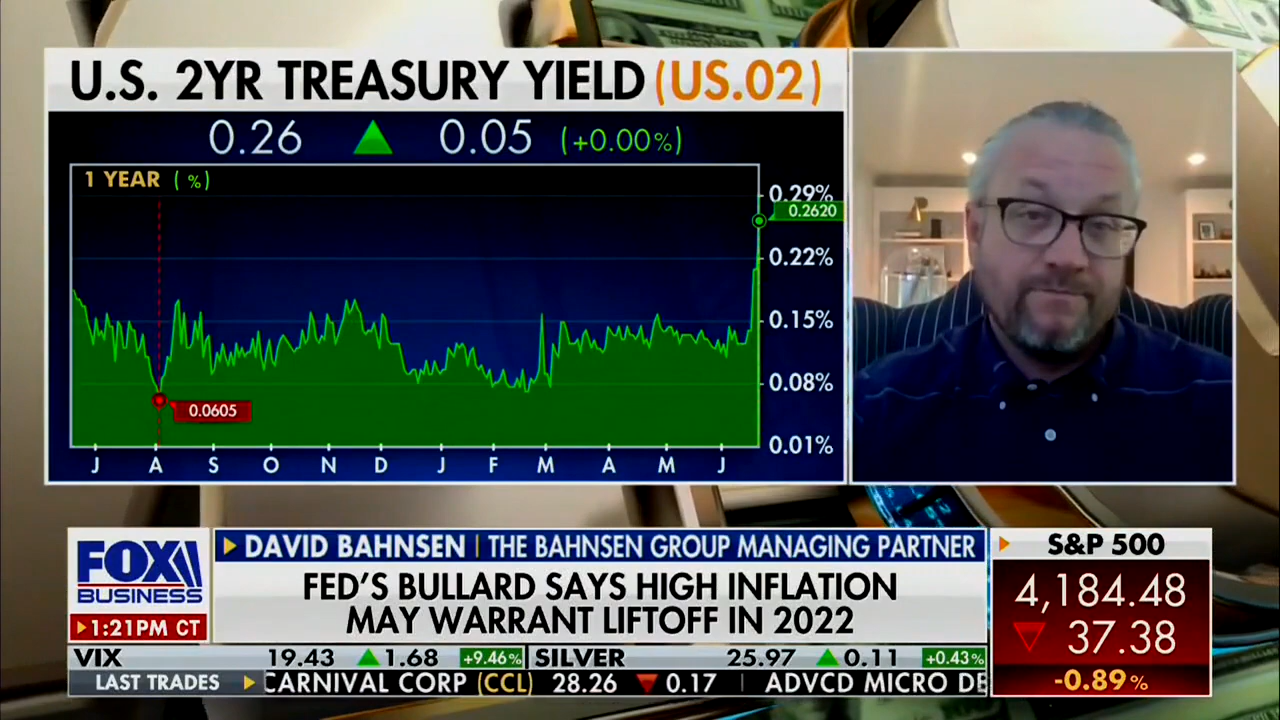 U.S. 2YR TREASURY YIELD (US.02)
0.26 0.05 (+0.00%)
1 YEAR (%)
0.29%
0.2620
0.22%
0.15%
0.08%
0.0605
0.01%
J A S O N D J F M A M J
DAVID BAHNSEN | THE BAHNSEN GROUP MANAGING PARTNER
FED'S BULLARD SAYS HIGH INFLATION
MAY WARRANT LIFTOFF IN 2022
FOX
BUSINESS
1:21PM CT
S&P 500
4,184.48
37.38
-0.89%
VIX 19.43 1.68 +9.46% SILVER 25.97 0.11 +0.43%
LAST TRADES CARNIVAL CORP (CCL) 28.26 0.17 | ADVCD MICRO DE